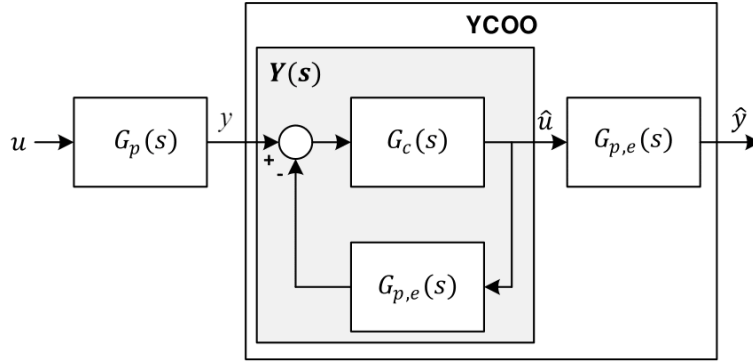 YCOO
Y(s)
u
G_p(s)
y
+
-
G_c(s)
û
G_{p,e}(s)
ŷ
G_{p,e}(s)